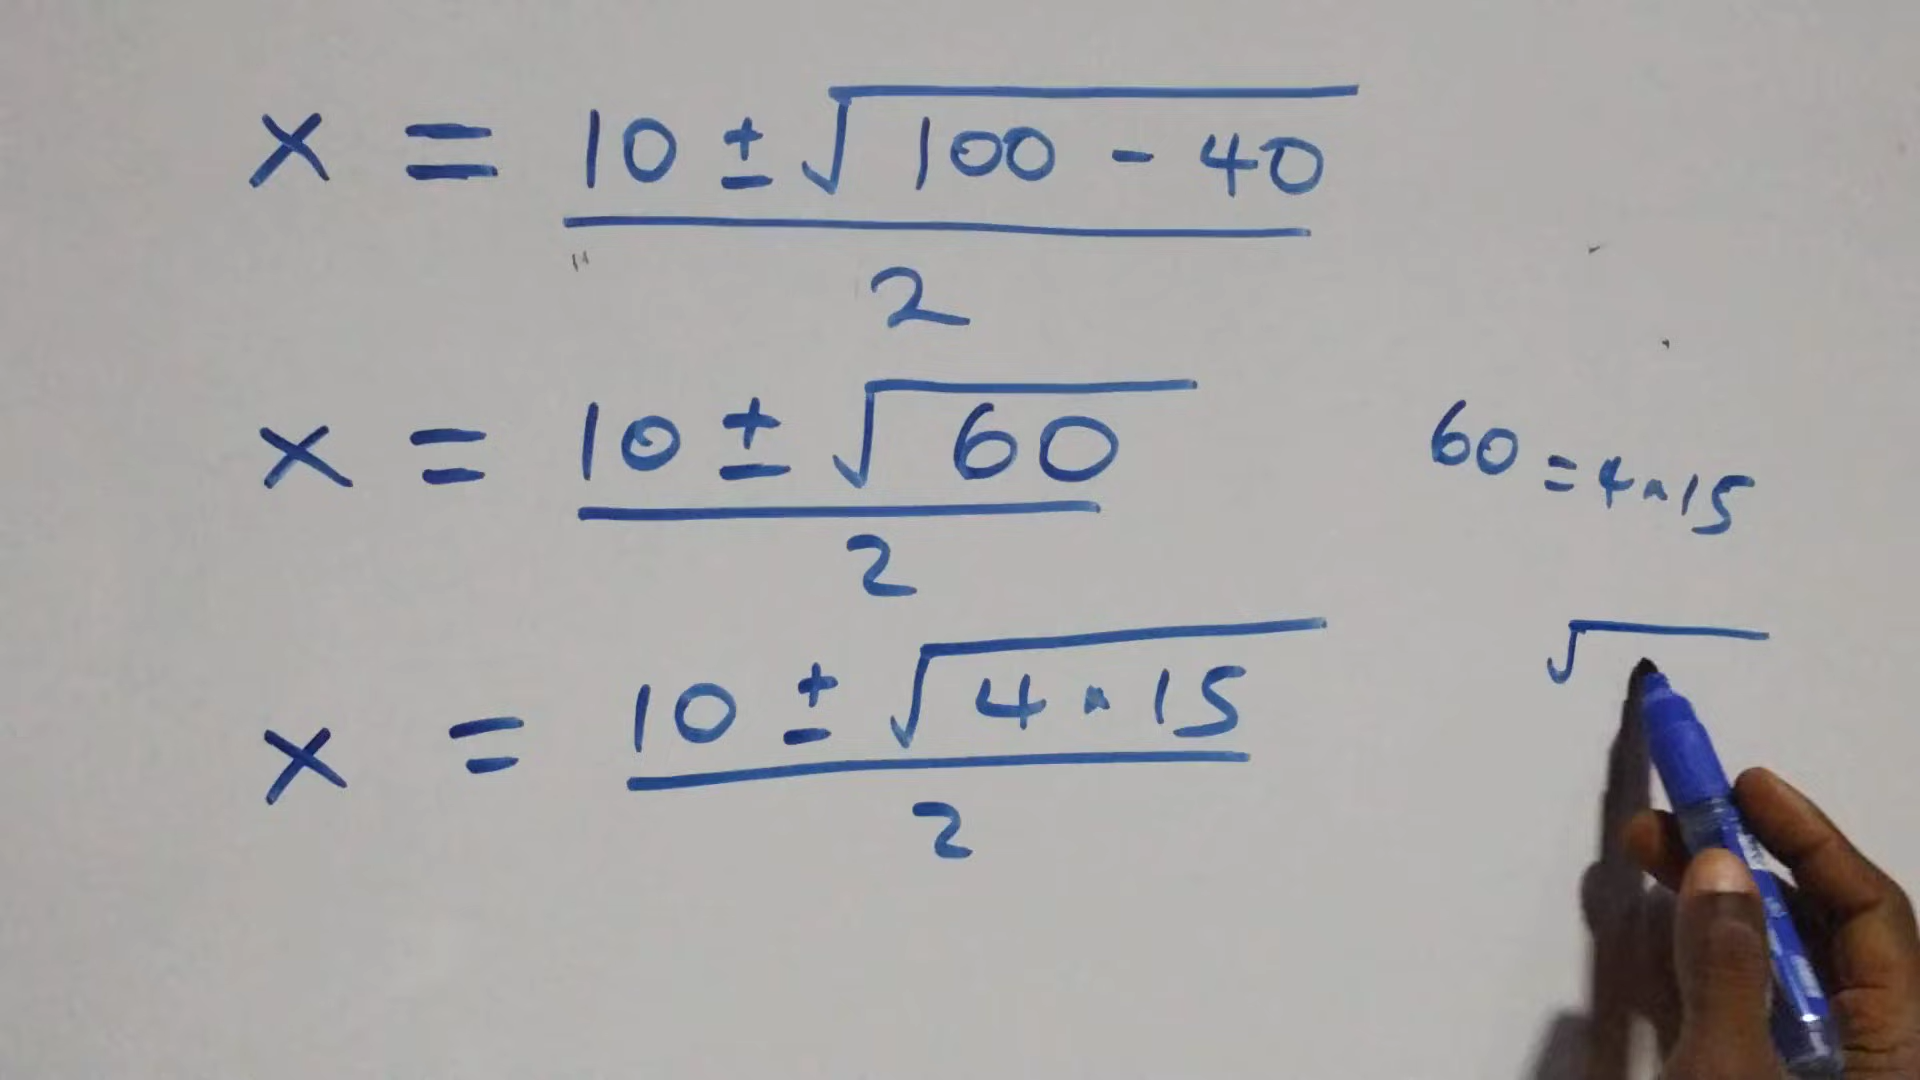 x = 10 ± √100 - 40
2
x = 10 ± √60
2
60 = 4 × 15
x = 10 ± √4 × 15
2
√